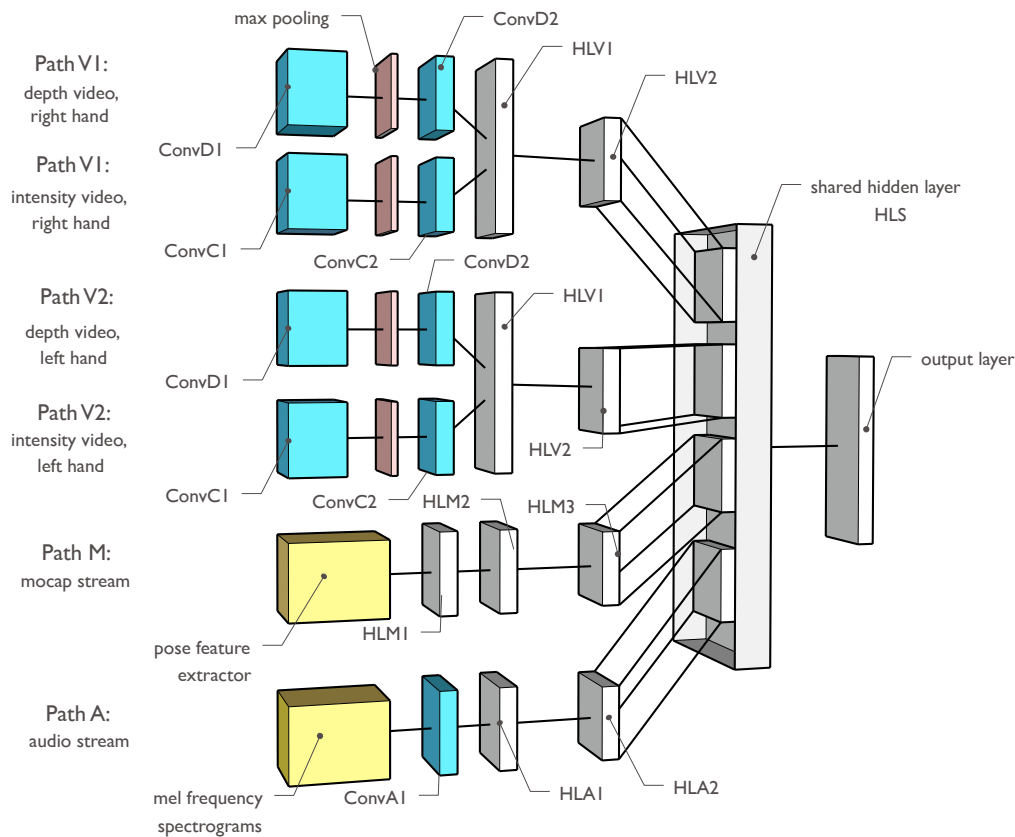 max pooling
ConvD2
HLV1
HLV2
Path V1:
depth video,
right hand
ConvD1
Path V1:
intensity video,
right hand
ConvC1
ConvC2
shared hidden layer
HLS
Path V2:
depth video,
left hand
ConvD1
ConvD2
HLV1
Path V2:
intensity video,
left hand
ConvC1
ConvC2
HLV2
output layer
Path M:
mocap stream
pose feature
extractor
HLM1
HLM2
HLM3
Path A:
audio stream
mel frequency
spectrograms
ConvA1
HLA1
HLA2